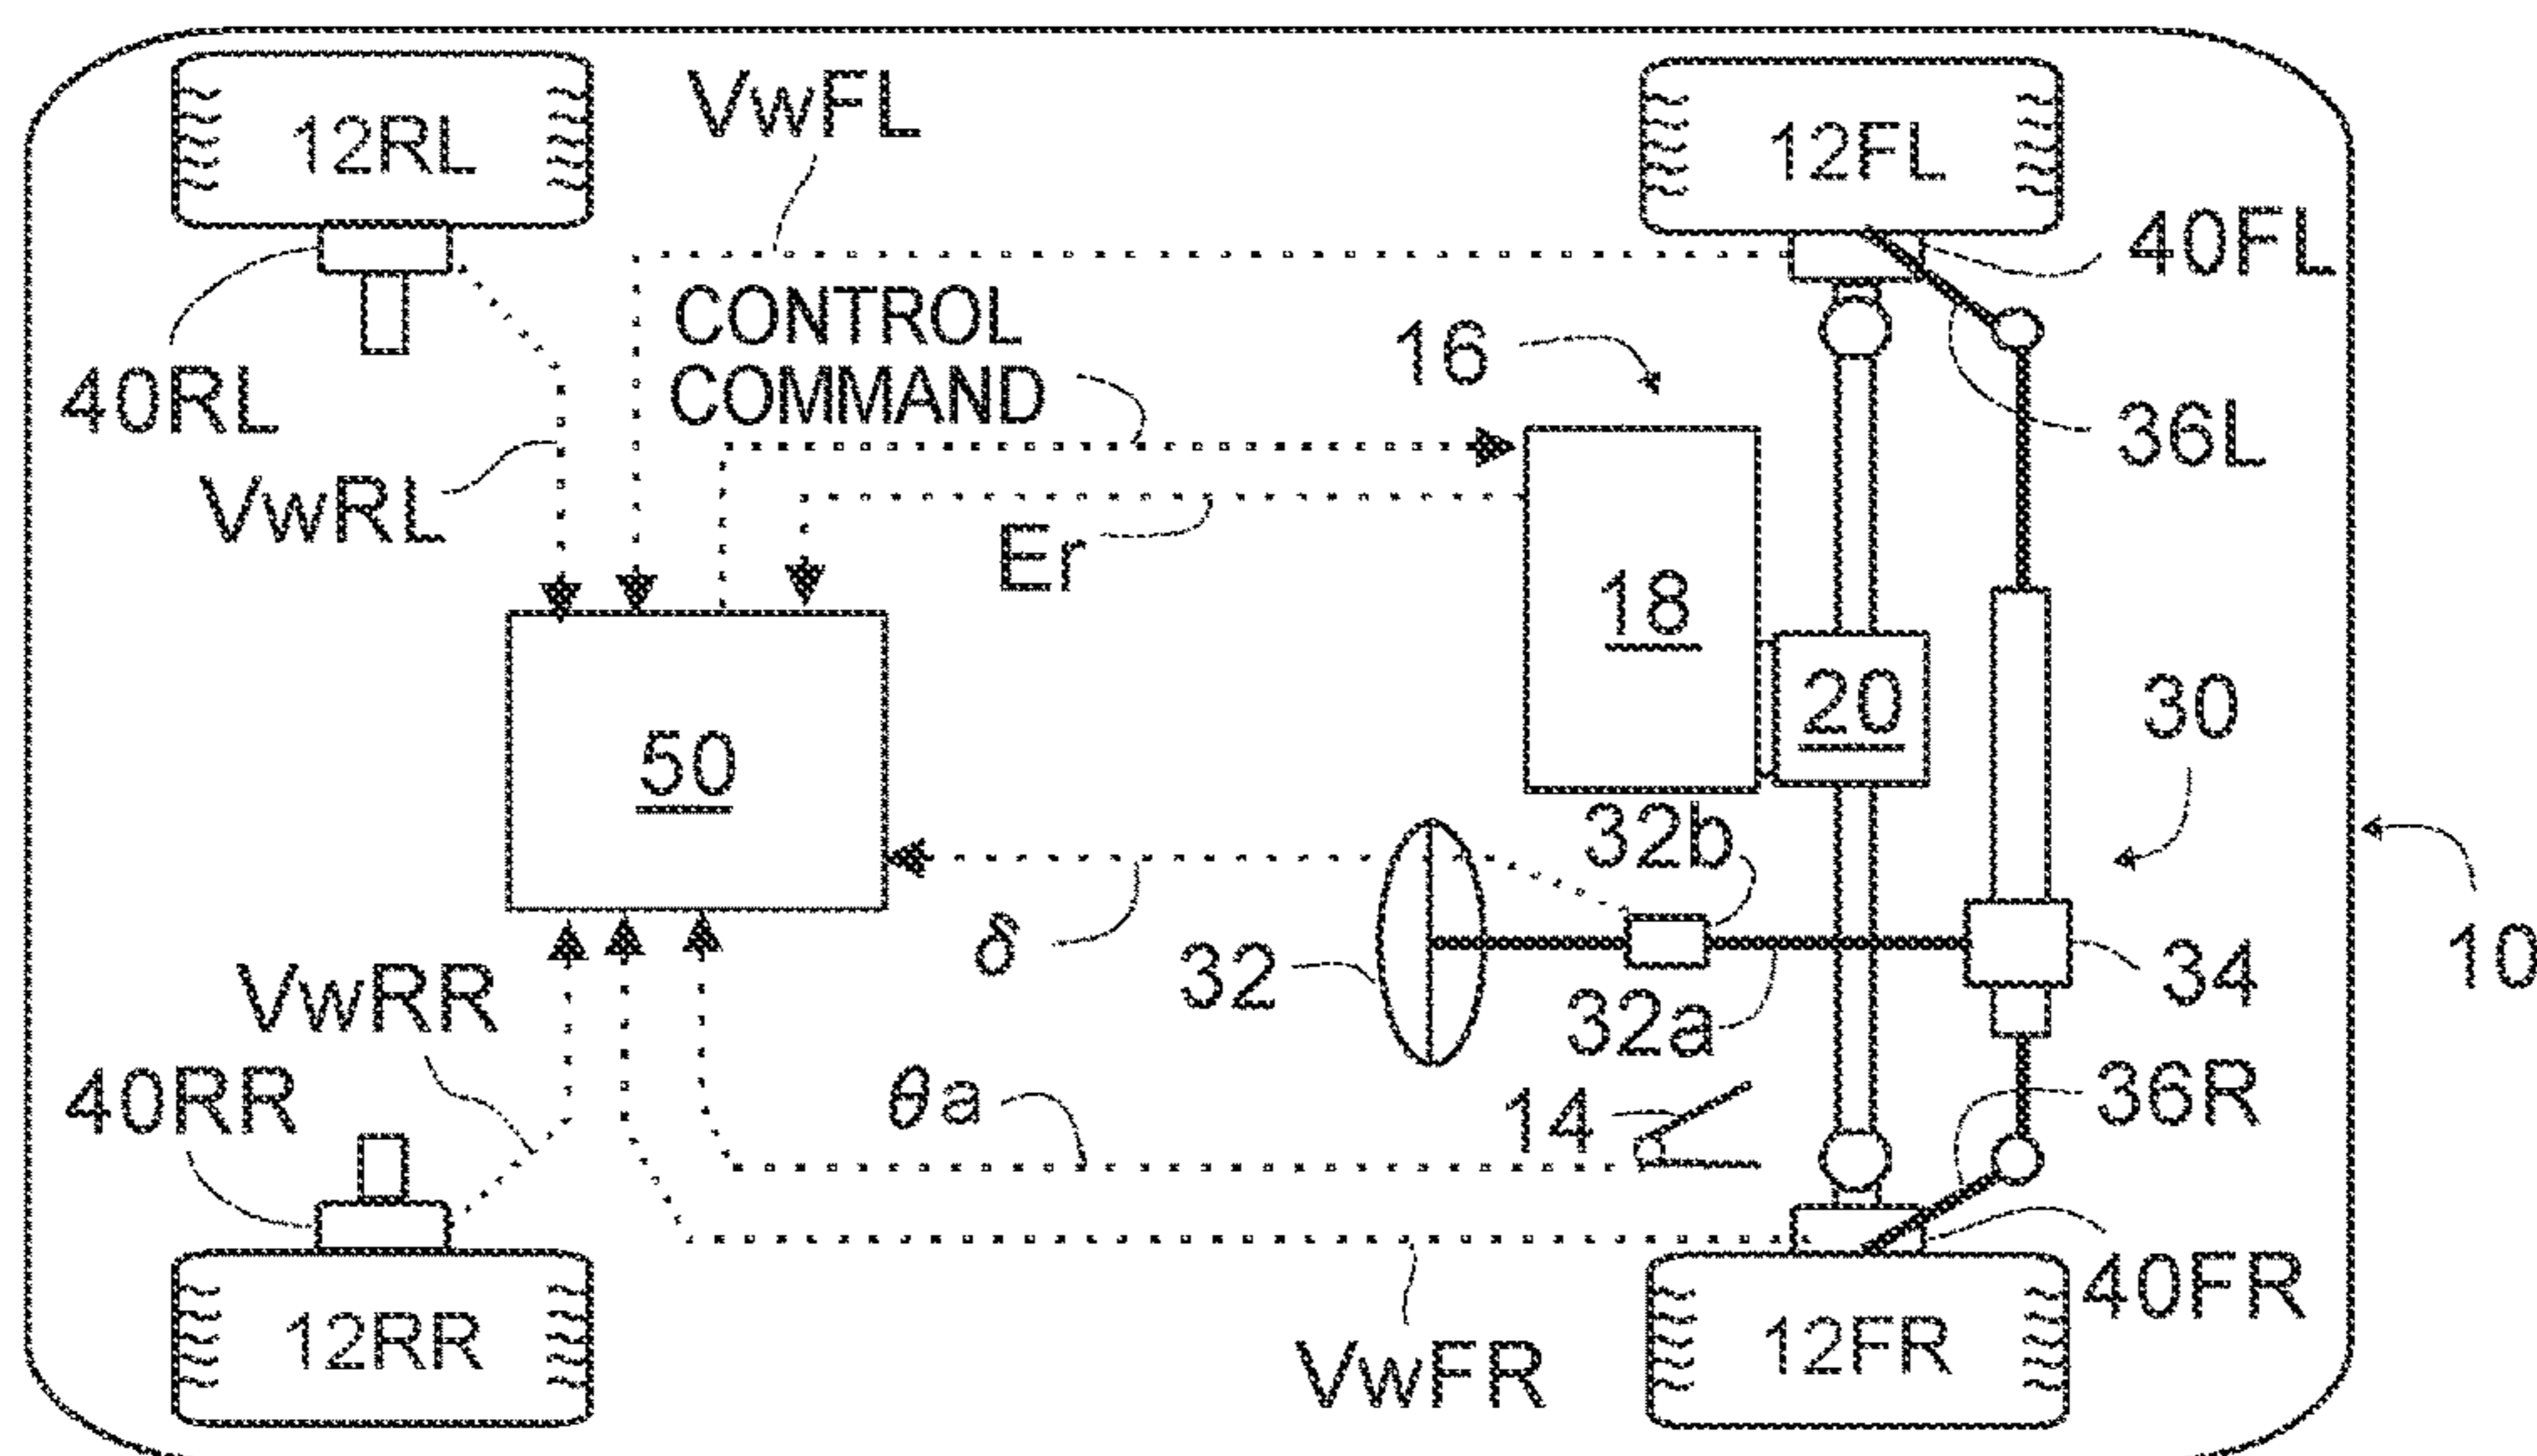 12RL
VwFL
12FL
40FL
CONTROL
COMMAND
16
40RL
36L
VwRL
Er
18
20
30
50
32b
δ
32
10
34
VwRR
32a
40RR
θa
14
36R
40FR
12RR
12FR
VwFR